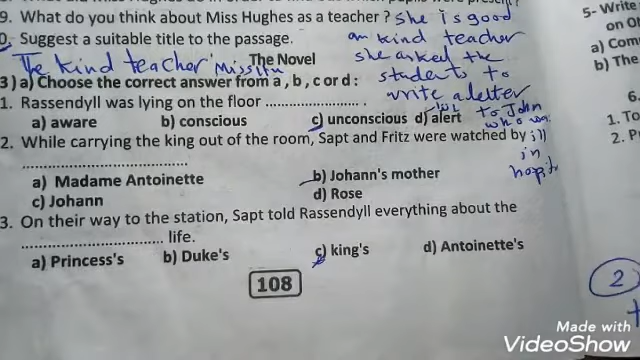 9. What do you think about Miss Hughes as a teacher ? She is good
an kind teacher
0. Suggest a suitable title to the passage.
she asked the
The kind teacher Miss
The Novel
students to
3) a) Choose the correct answer from a , b , c or d :
write a letter
1. Rassendyll was lying on the floor .................... .
to John
a) aware b) conscious c) unconscious d) alert
who was
2. While carrying the king out of the room, Sapt and Fritz were watched by
ill
in
................................
a) Madame Antoinette b) Johann's mother
c) Johann d) Rose
3. On their way to the station, Sapt told Rassendyll everything about the
................................ life.
a) Princess's b) Duke's c) king's d) Antoinette's
108
5- Write
on
a) Com
b) The
6.
1. To
2. P
2
Made with
VideoShow